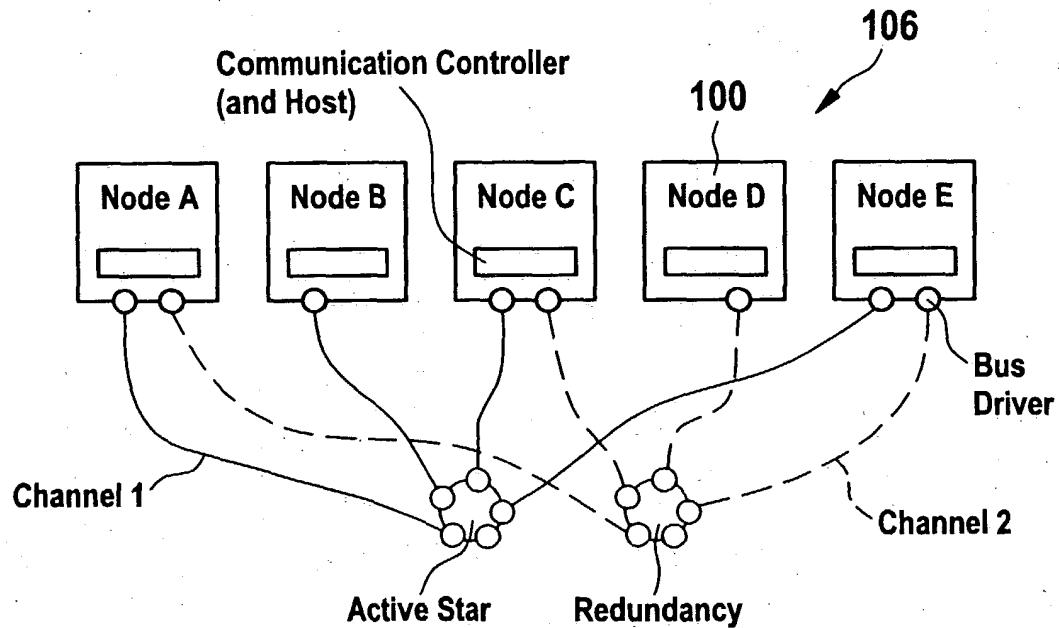 106
Communication Controller
(and Host)
100
Node A
Node B
Node C
Node D
Node E
Bus
Driver
Channel 1
Channel 2
Active Star
Redundancy